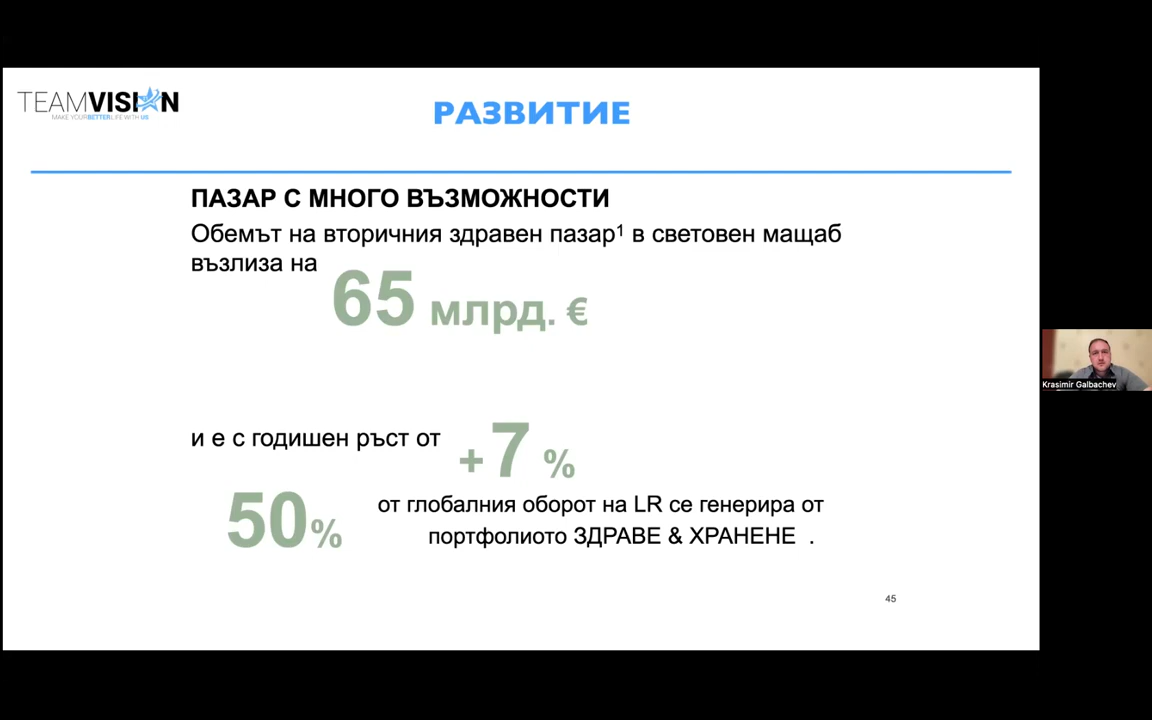 TEAMVISION
MAKE YOUR BETTER LIFE WITH US
РАЗВИТИЕ
ПАЗАР С МНОГО ВЪЗМОЖНОСТИ
Обемът на вторичния здравен пазар¹ в световен мащаб
възлиза на
65 млрд. €
и е с годишен ръст от
+7 %
50%
от глобалния оборот на LR се генерира от
портфолиото ЗДРАВЕ & ХРАНЕНЕ .
45
Krasimir Galbachev